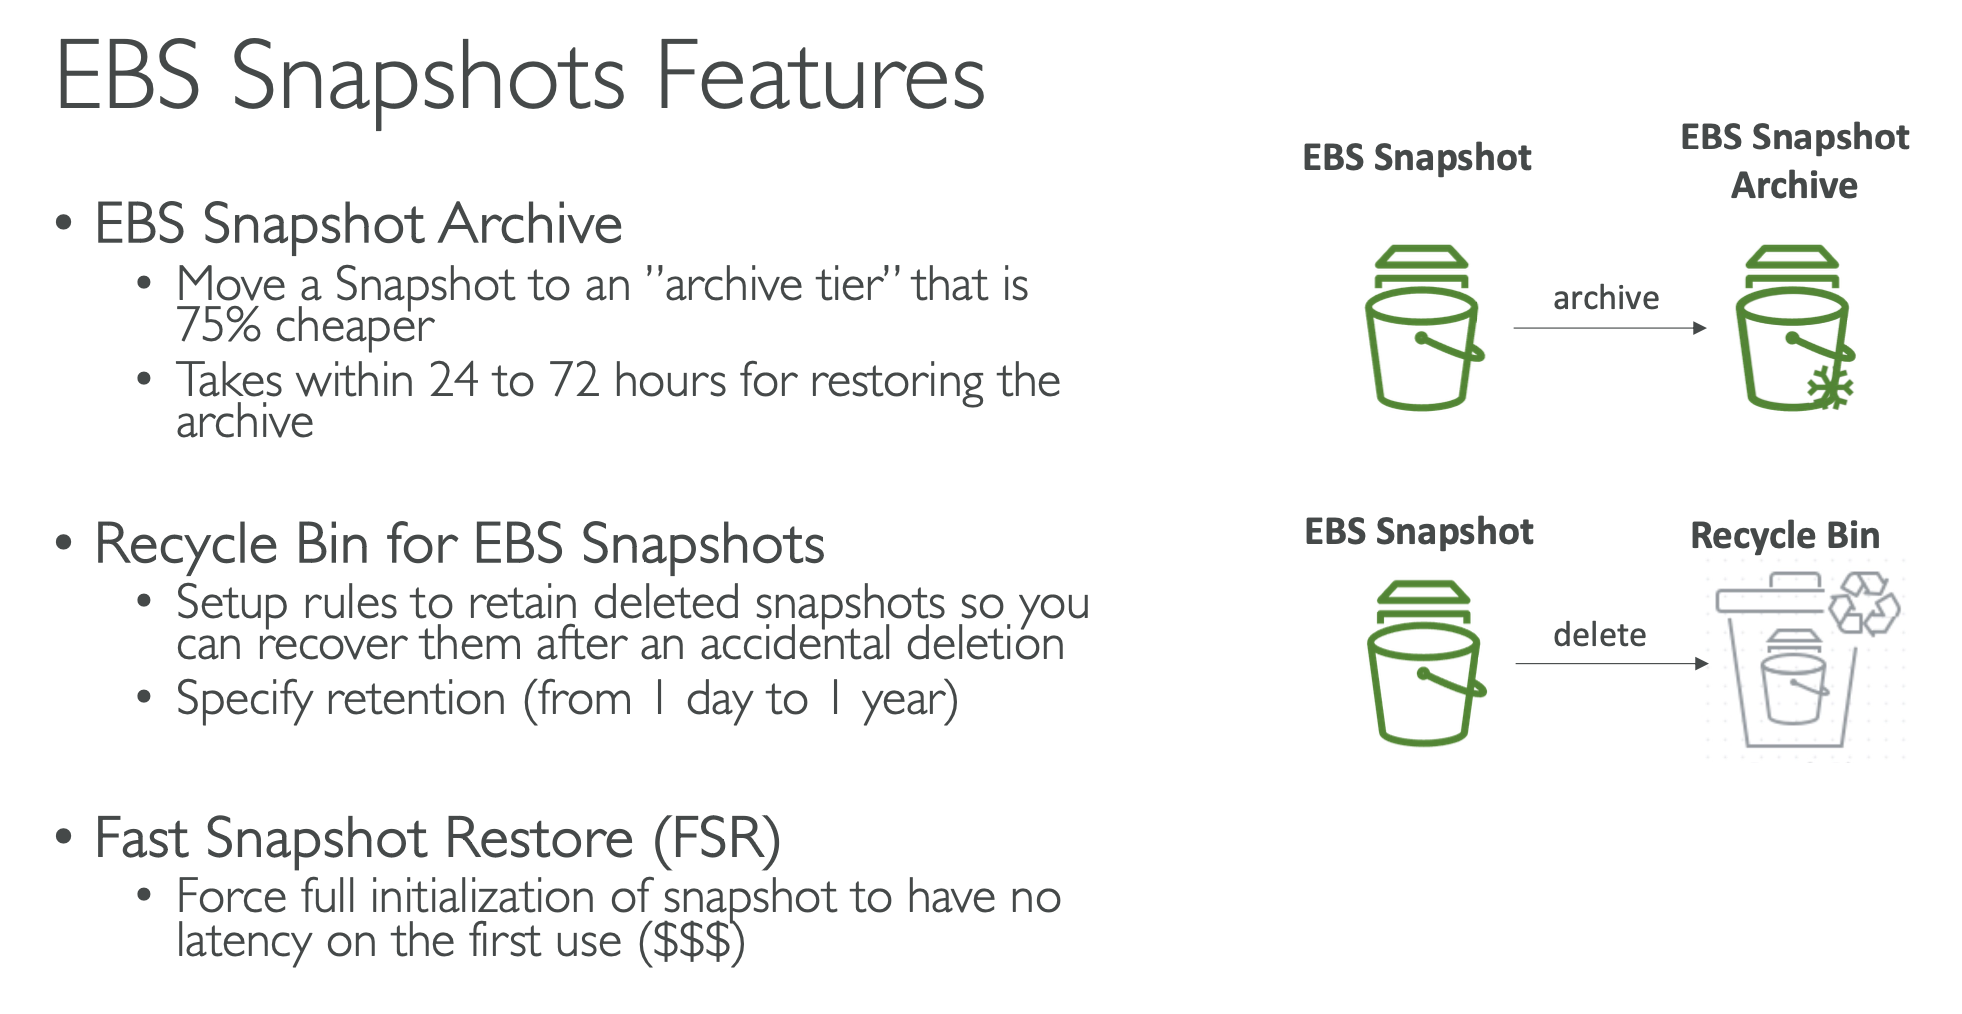 EBS Snapshots Features
• EBS Snapshot Archive
• Move a Snapshot to an ”archive tier” that is
75% cheaper
• Takes within 24 to 72 hours for restoring the
archive
• Recycle Bin for EBS Snapshots
• Setup rules to retain deleted snapshots so you
can recover them after an accidental deletion
• Specify retention (from 1 day to 1 year)
• Fast Snapshot Restore (FSR)
• Force full initialization of snapshot to have no
latency on the first use ($$$)
EBS Snapshot
EBS Snapshot
Archive
archive
EBS Snapshot
Recycle Bin
delete